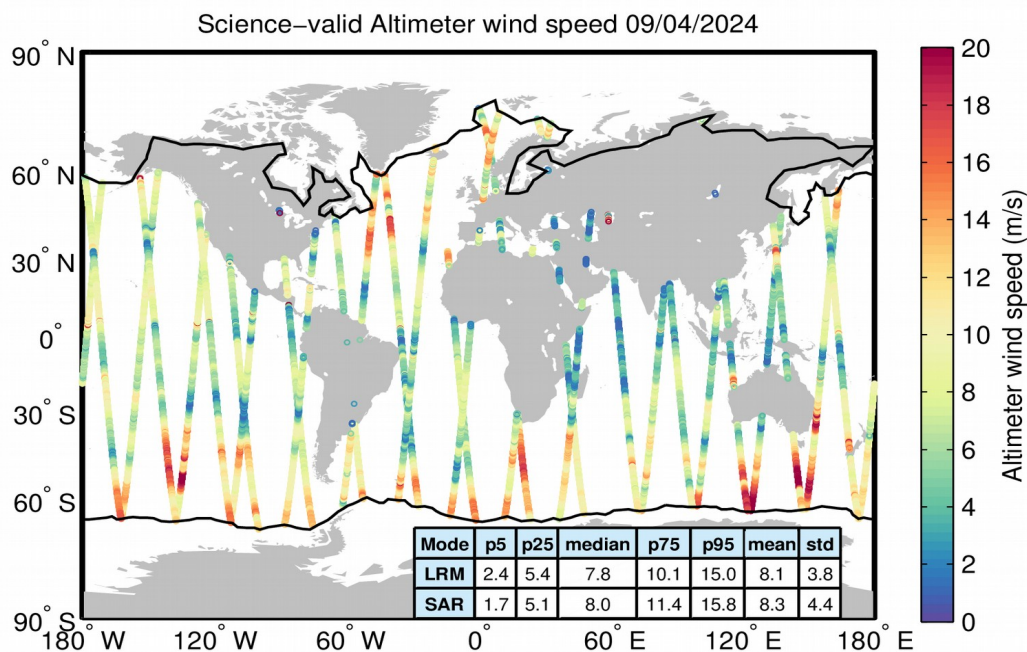 Science−valid Altimeter wind speed 09/04/2024
90° N
60° N
30° N
0°
30° S
60° S
90° S
180° W
120° W
60° W
0°
60° E
120° E
180° E
Mode p5 p25 median p75 p95 mean std
LRM 2.4 5.4 7.8 10.1 15.0 8.1 3.8
SAR 1.7 5.1 8.0 11.4 15.8 8.3 4.4
20
18
16
14
12
10
8
6
4
2
0
Altimeter wind speed (m/s)